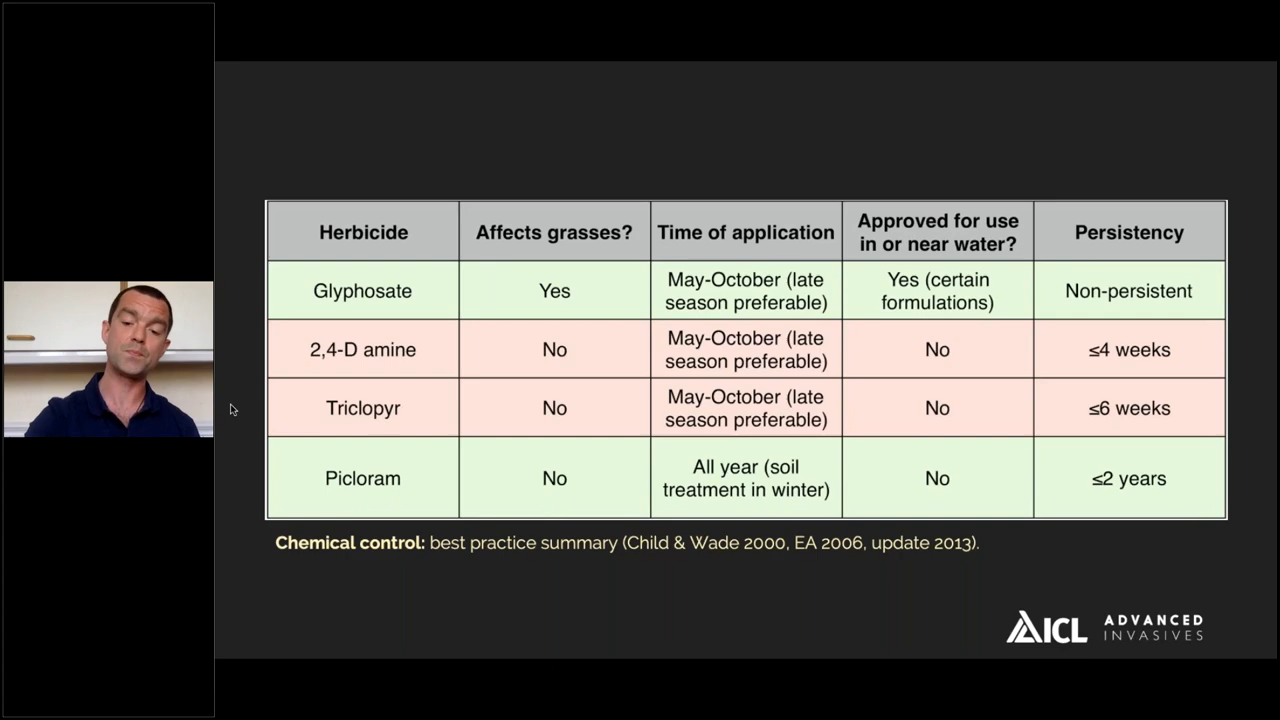 Herbicide
Affects grasses?
Time of application
Approved for use
in or near water?
Persistency
Glyphosate
Yes
May-October (late
season preferable)
Yes (certain
formulations)
Non-persistent
2,4-D amine
No
May-October (late
season preferable)
No
≤4 weeks
Triclopyr
No
May-October (late
season preferable)
No
≤6 weeks
Picloram
No
All year (soil
treatment in winter)
No
≤2 years
Chemical control: best practice summary (Child & Wade 2000, EA 2006, update 2013).
AICL
ADVANCED
INVASIVES